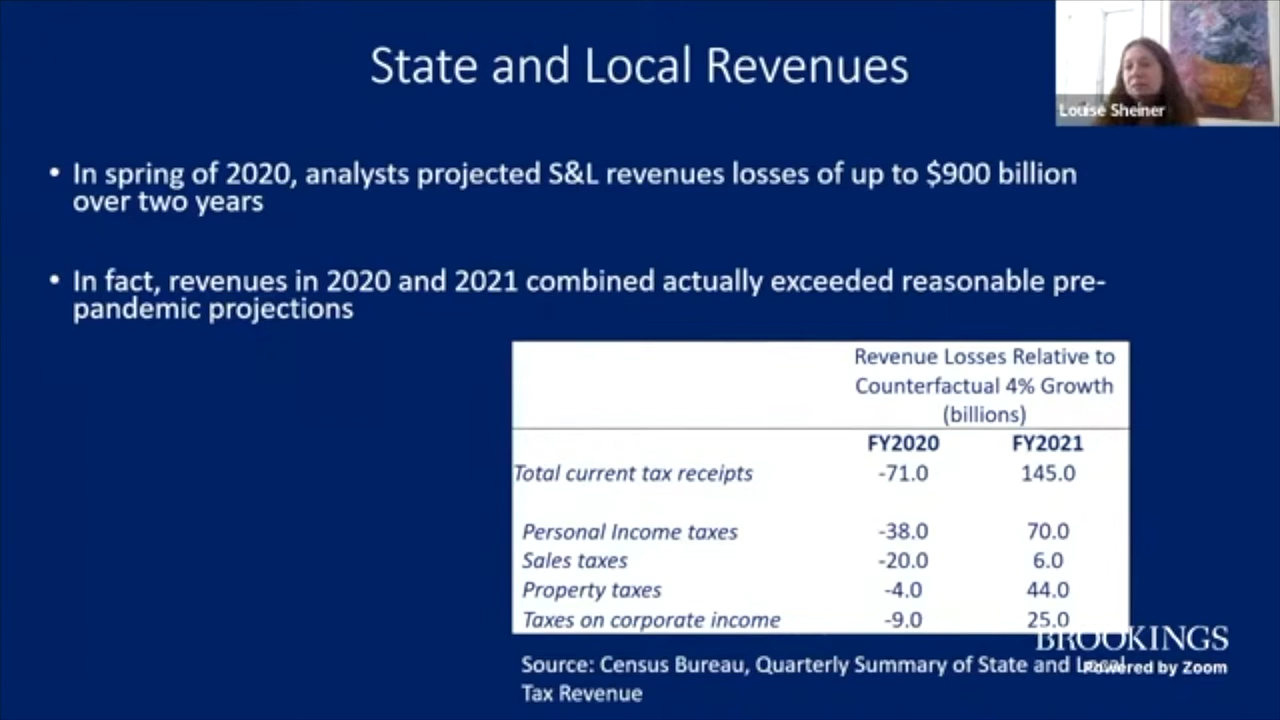 State and Local Revenues
Louise Sheiner
• In spring of 2020, analysts projected S&L revenues losses of up to $900 billion
over two years
• In fact, revenues in 2020 and 2021 combined actually exceeded reasonable pre-
pandemic projections
Revenue Losses Relative to
Counterfactual 4% Growth
(billions)
FY2020 FY2021
Total current tax receipts -71.0 145.0
Personal Income taxes -38.0 70.0
Sales taxes -20.0 6.0
Property taxes -4.0 44.0
Taxes on corporate income -9.0 25.0
BROOKINGS
Source: Census Bureau, Quarterly Summary of State and Local
Powered by Zoom
Tax Revenue